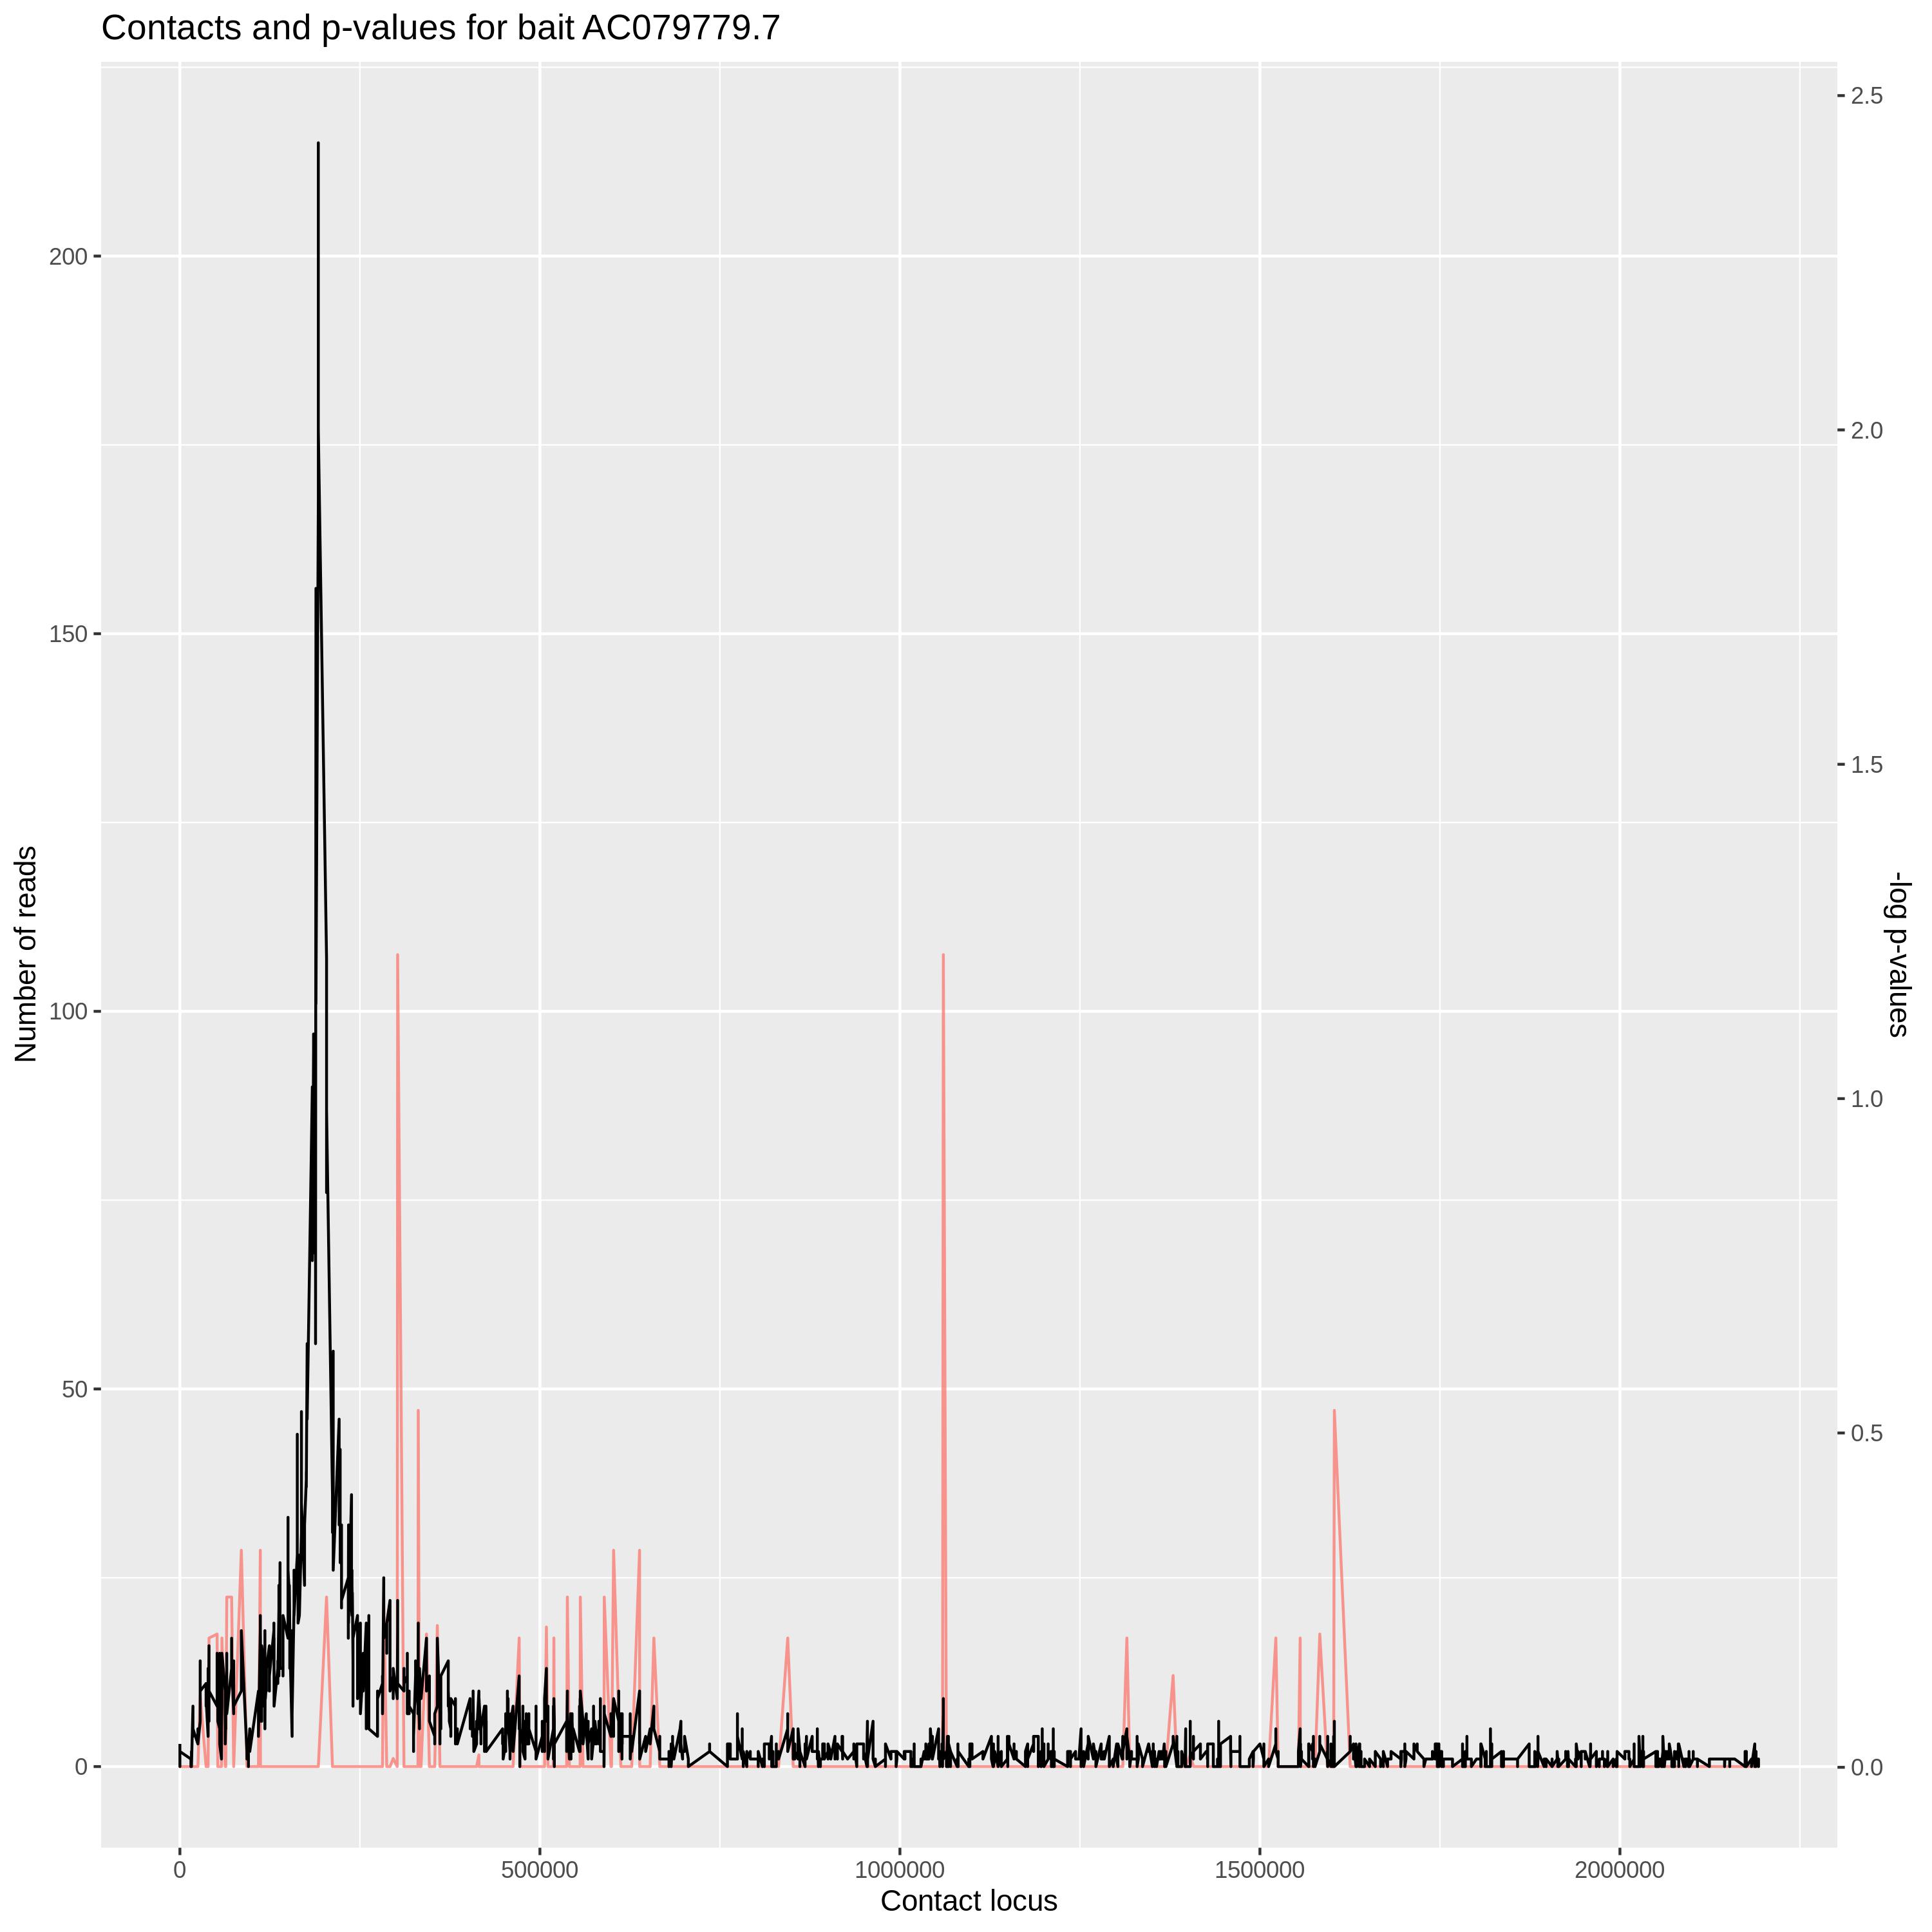 Contacts and p-values for bait AC079779.7
2.5
200
2.0
150
1.5
Number of reads
-log p-values
100
1.0
50
0.5
0
0.0
0 500000 1000000 1500000 2000000
Contact locus